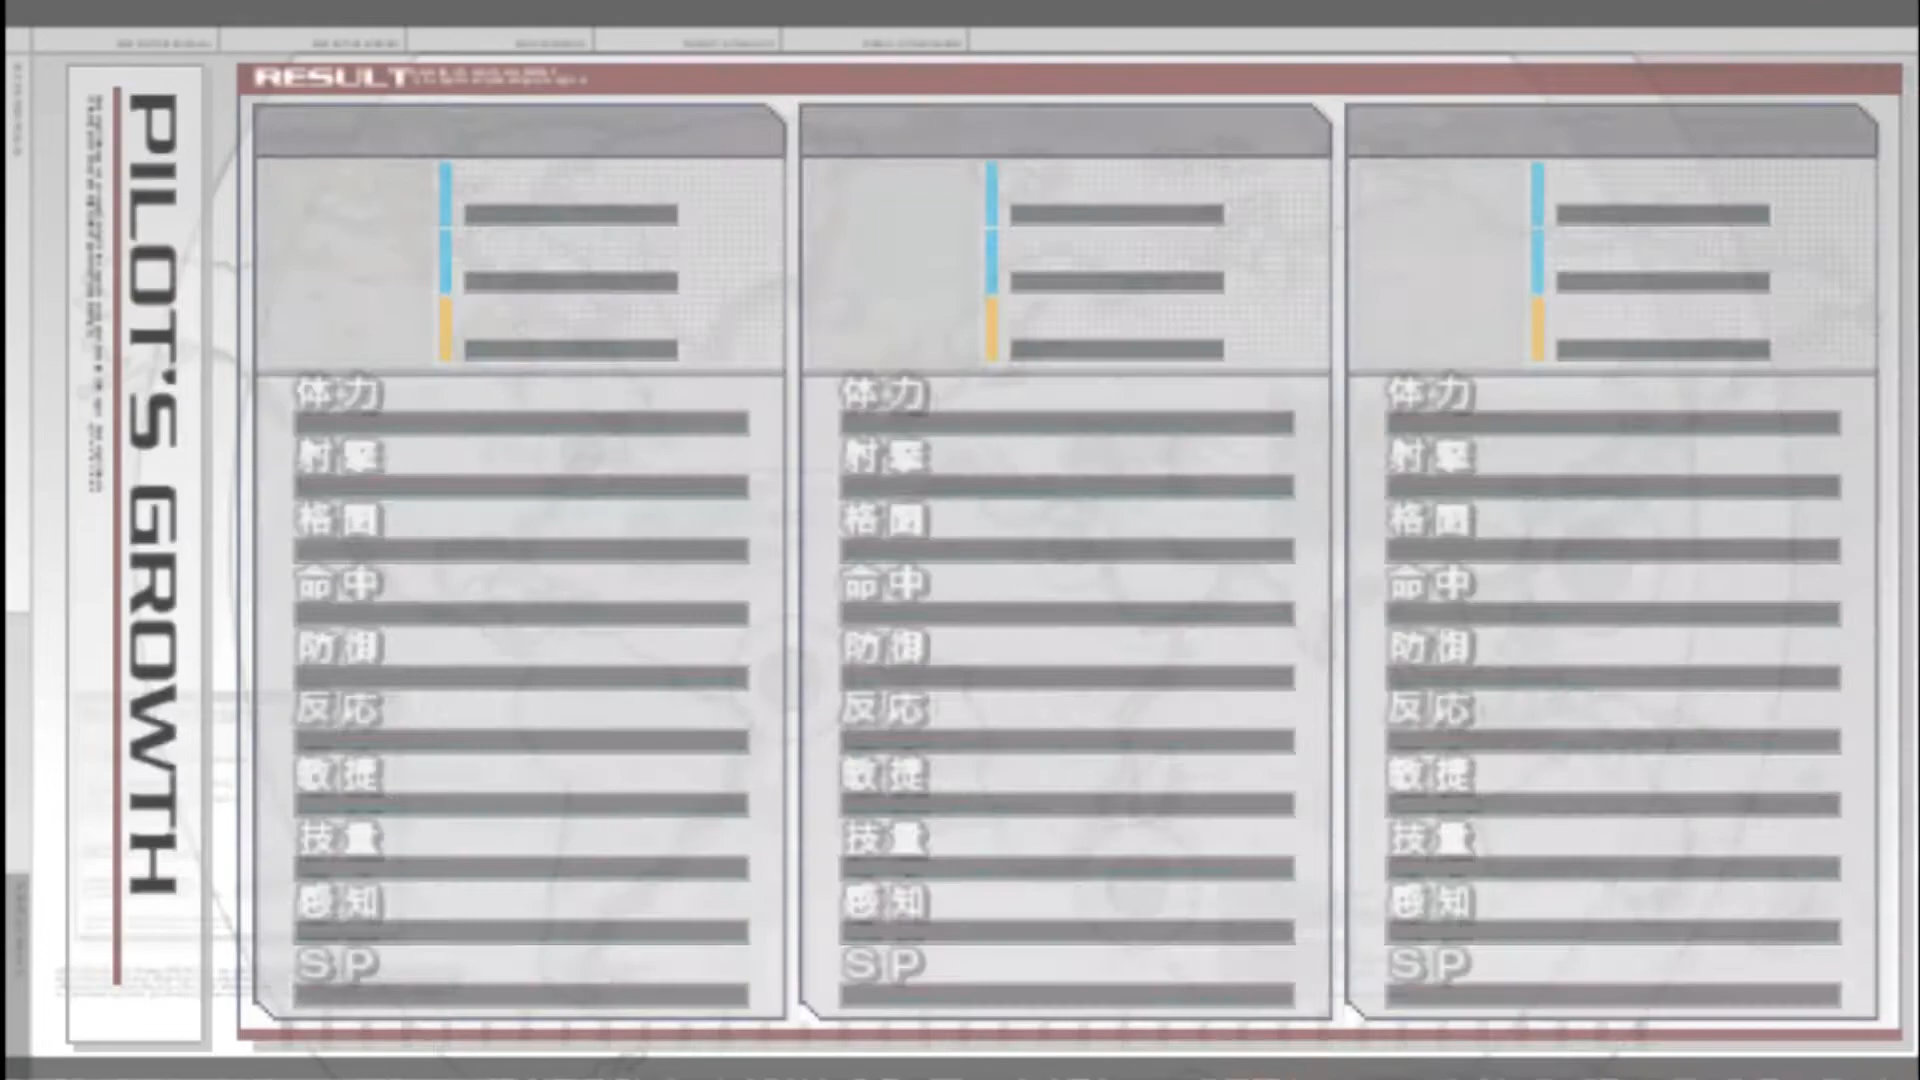 PILOT'S GROWTH
RESULT
体力
射撃
格闘
命中
防御
反応
敏捷
技量
感知
SP
体力
射撃
格闘
命中
防御
反応
敏捷
技量
感知
SP
体力
射撃
格闘
命中
防御
反応
敏捷
技量
感知
SP